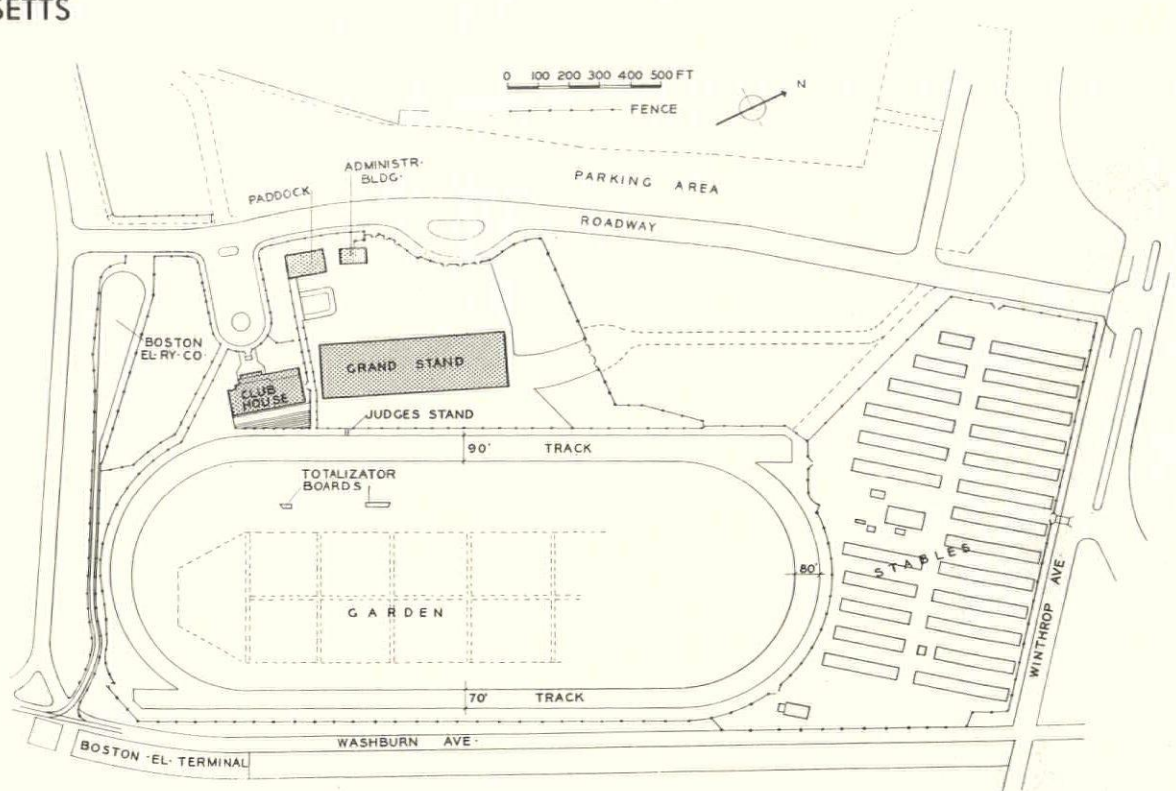 SETTS
0 100 200 300 400 500 FT
FENCE
N
ADMINISTR.
BLDG.
PADDOCK
PARKING AREA
ROADWAY
BOSTON
EL·RY·CO·
GRAND STAND
CLUB
HOUSE
JUDGES STAND
90' TRACK
TOTALIZATOR
BOARDS
STABLES
80'
GARDEN
WINTHROP AVE.
70' TRACK
WASHBURN AVE.
BOSTON ·EL· TERMINAL